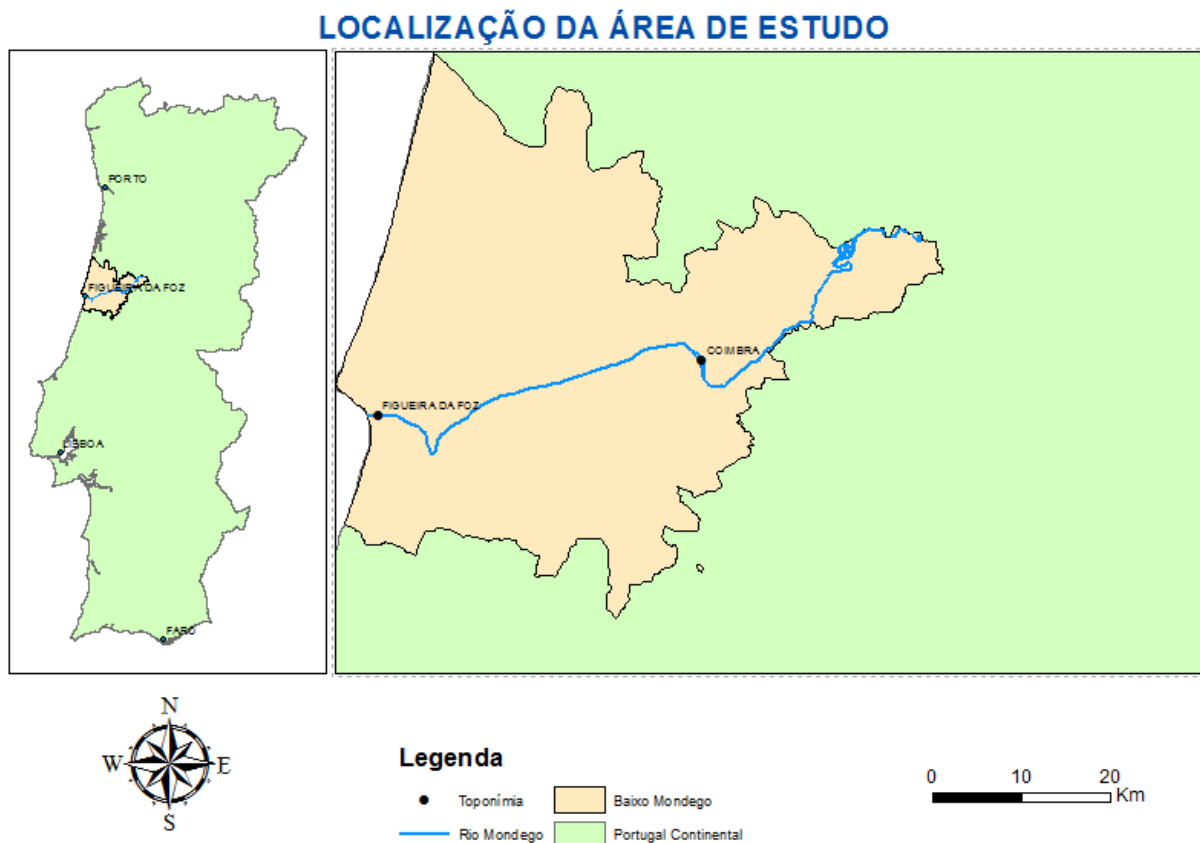 LOCALIZAÇÃO DA ÁREA DE ESTUDO
PORTO
FIGUEIRA DA FOZ
LISBOA
FARO
COIMBRA
FIGUEIRA DA FOZ
N
W E
S
Legenda
Toponímia
Baixo Mondego
Rio Mondego
Portugal Continental
0 10 20
Km